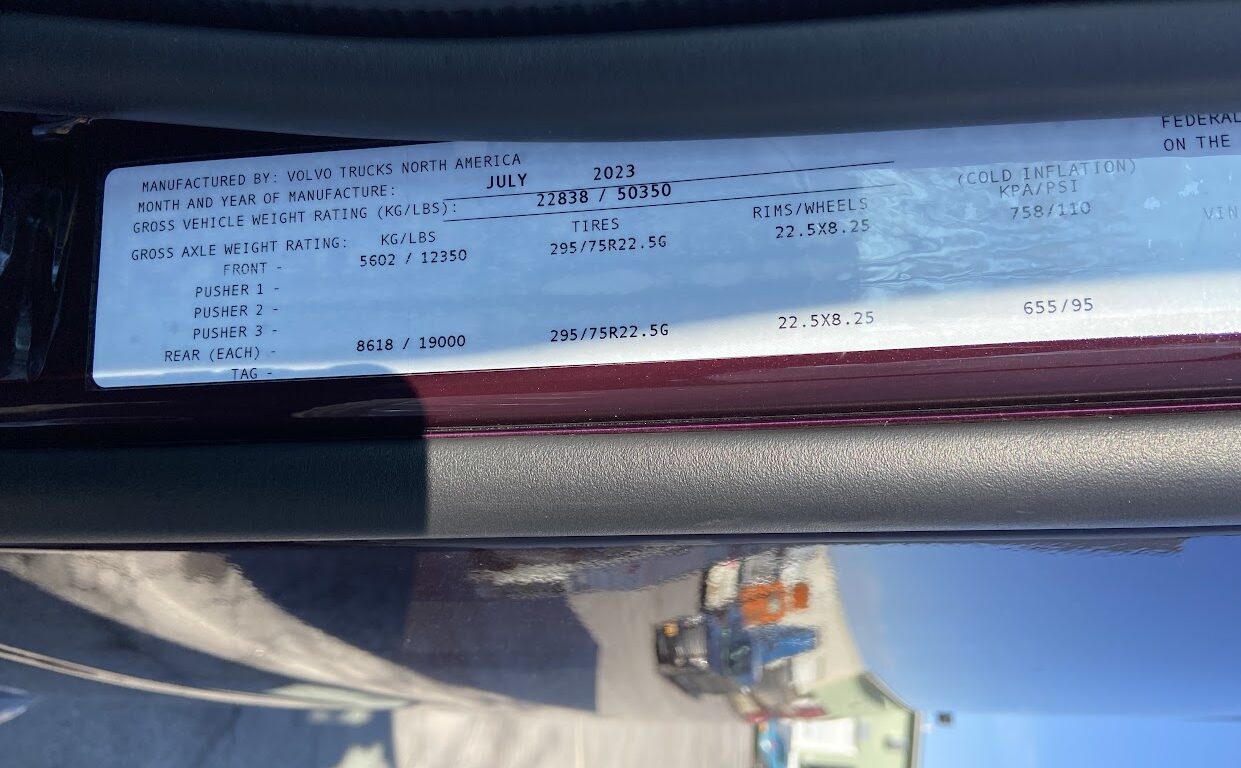 MANUFACTURED BY: VOLVO TRUCKS NORTH AMERICA
MONTH AND YEAR OF MANUFACTURE: JULY 2023
GROSS VEHICLE WEIGHT RATING (KG/LBS): 22838 / 50350
GROSS AXLE WEIGHT RATING: KG/LBS TIRES RIMS/WHEELS (COLD INFLATION) KPA/PSI
FRONT - 5602 / 12350 295/75R22.5G 22.5X8.25 758/110
PUSHER 1 -
PUSHER 2 -
PUSHER 3 -
REAR (EACH) - 8618 / 19000 295/75R22.5G 22.5X8.25 655/95
TAG -
FEDERAL
ON THE
VIN